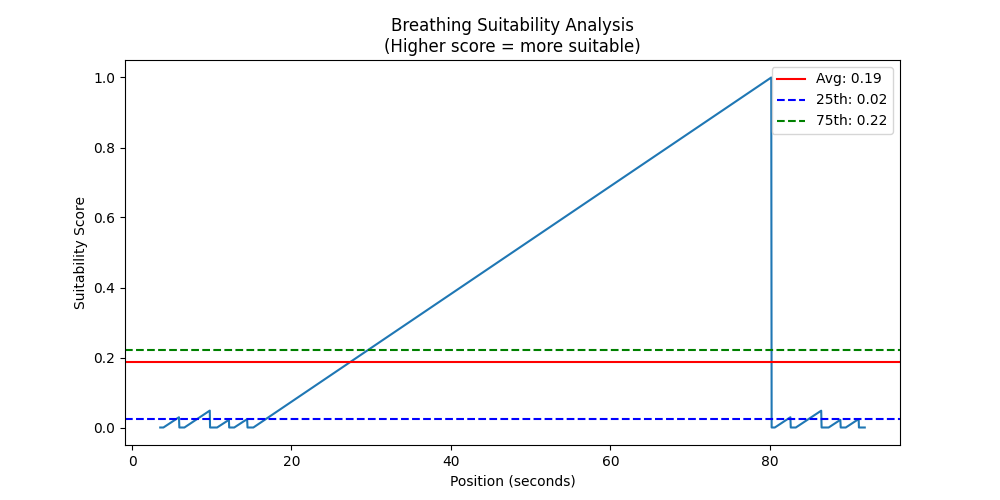 Breathing Suitability Analysis
(Higher score = more suitable)
Avg: 0.19
25th: 0.02
75th: 0.22
Suitability Score
1.0
0.8
0.6
0.4
0.2
0.0
0
20
40
60
80
Position (seconds)